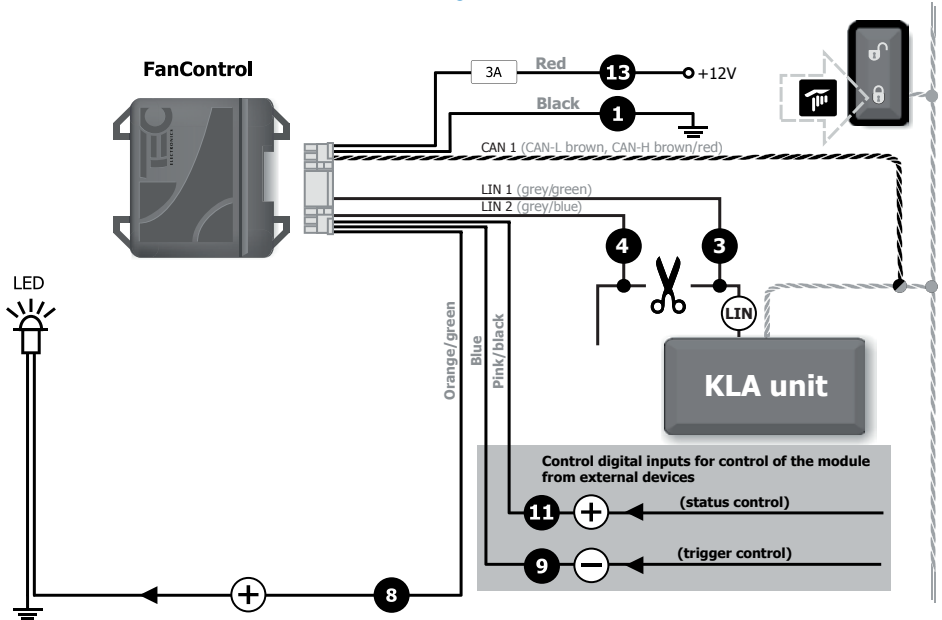 FanControl
TEC
ELECTRONICS
3A
Red
13
+12V
Black
1
CAN 1 (CAN-L brown, CAN-H brown/red)
LIN 1 (grey/green)
LIN 2 (grey/blue)
4
3
LIN
KLA unit
LED
Orange/green
Blue
Pink/black
Control digital inputs for control of the module
from external devices
11
(status control)
9
(trigger control)
8